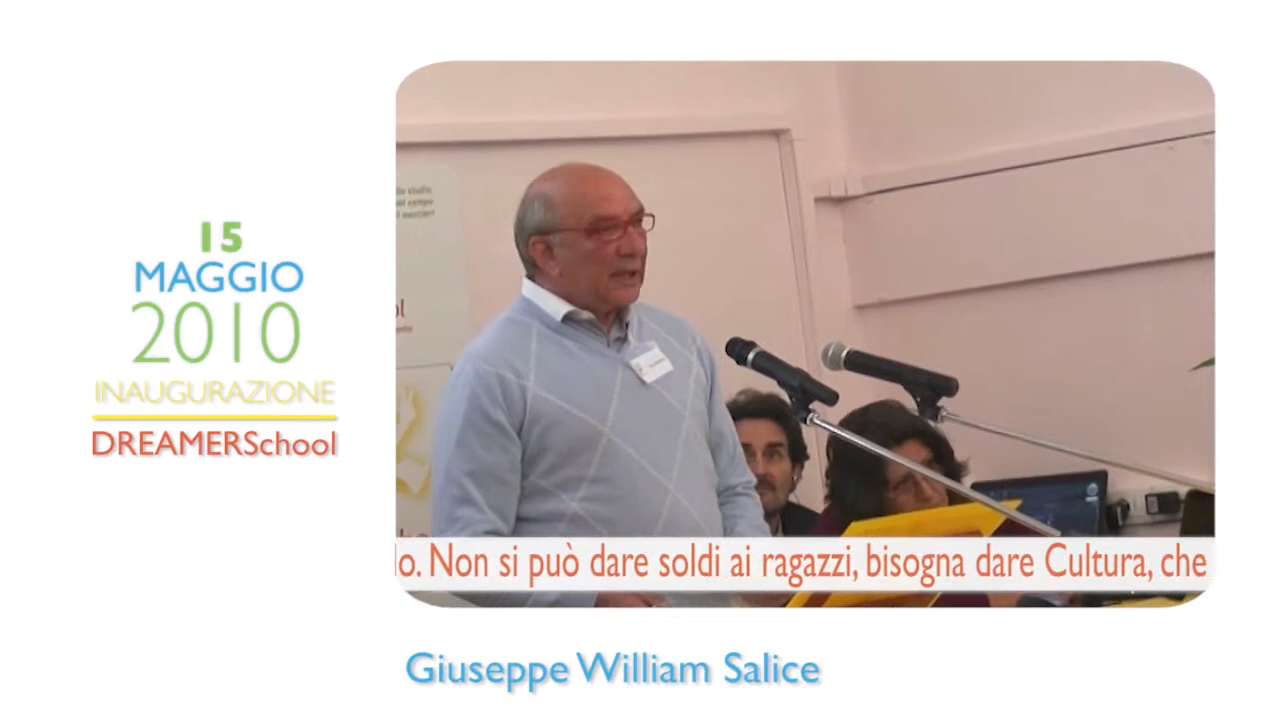 15
MAGGIO
2010
INAUGURAZIONE
DREAMERSchool
lo. Non si può dare soldi ai ragazzi, bisogna dare Cultura, che
Giuseppe William Salice